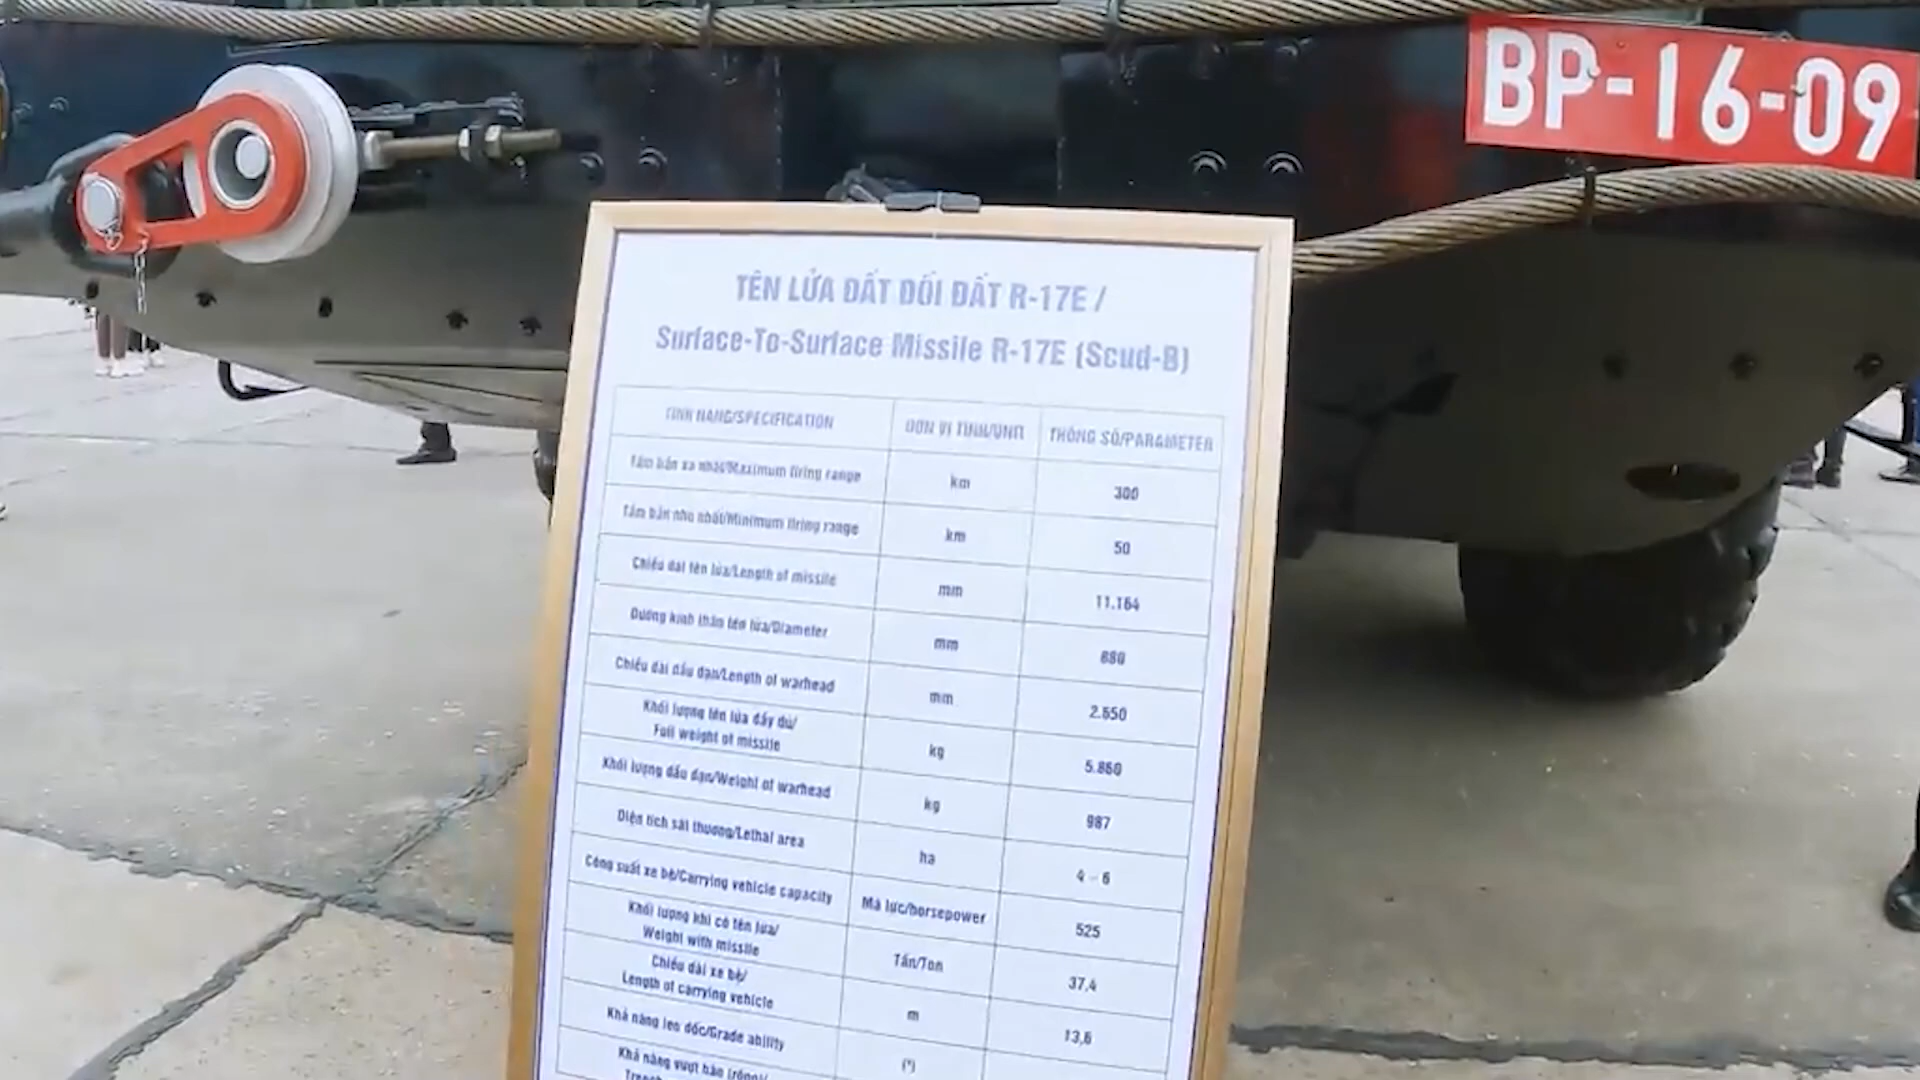 BP-16-09
TÊN LỬA ĐẤT ĐỐI ĐẤT R-17E /
Surface-To-Surface Missile R-17E (Scud-B)
TÍNH NĂNG/SPECIFICATION ĐƠN VỊ TÍNH/UNIT THÔNG SỐ/PARAMETER
Tầm bắn xa nhất/Maximum firing range km 300
Tầm bắn nhỏ nhất/Minimum firing range km 50
Chiều dài tên lửa/Length of missile mm 11.164
Đường kính thân tên lửa/Diameter mm 880
Chiều dài đầu đạn/Length of warhead mm 2.650
Khối lượng tên lửa đầy đủ/
Full weight of missile kg 5.860
Khối lượng đầu đạn/Weight of warhead kg 987
Diện tích sát thương/Lethal area ha 4 - 6
Công suất xe bệ/Carrying vehicle capacity Mã lực/horsepower 525
Khối lượng khi có tên lửa/
Weight with missile Tấn/Ton 37,4
Chiều dài xe bệ/
Length of carrying vehicle m 13,6
Khả năng leo dốc/Grade ability (°)
Khả năng vượt hào (rộng)/